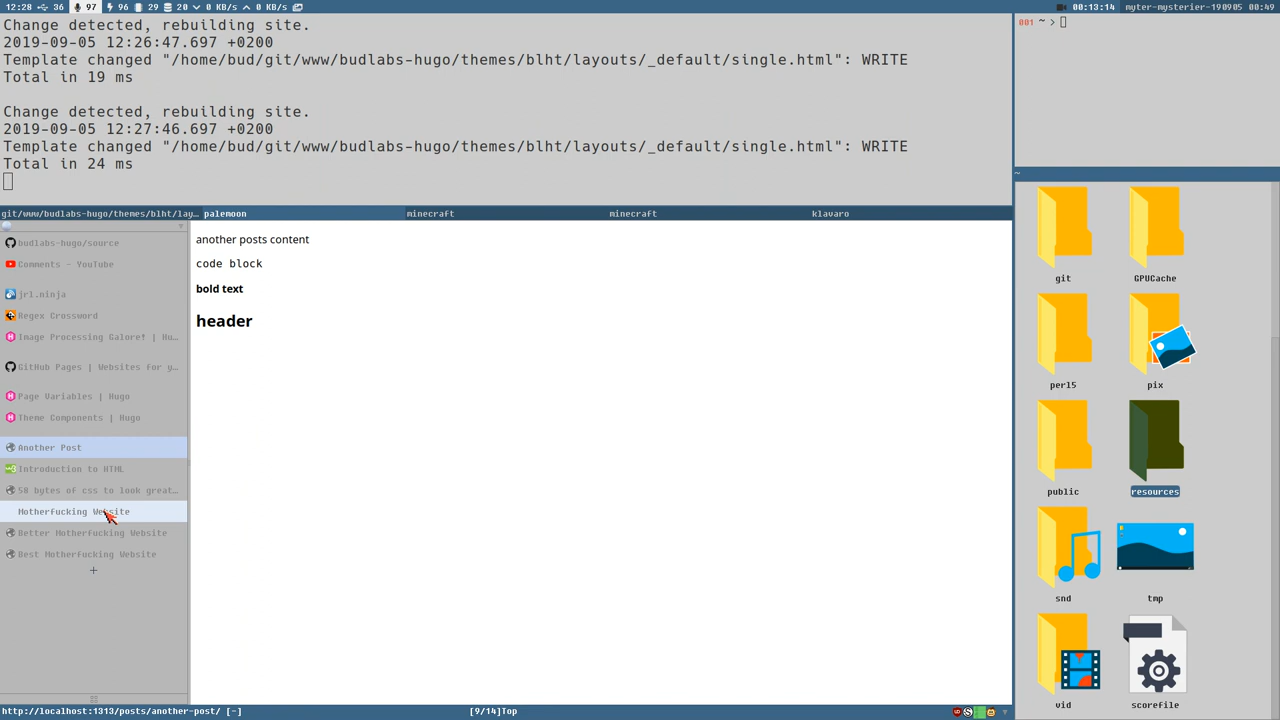 12:28 36 97 96 29 20 0 KB/s 0 KB/s
00:13:14 myter-mysterier-190905 00:49
Change detected, rebuilding site.
2019-09-05 12:26:47.697 +0200
Template changed "/home/bud/git/www/budlabs-hugo/themes/blht/layouts/_default/single.html": WRITE
Total in 19 ms
Change detected, rebuilding site.
2019-09-05 12:27:46.697 +0200
Template changed "/home/bud/git/www/budlabs-hugo/themes/blht/layouts/_default/single.html": WRITE
Total in 24 ms
001 ~ >
~
git/www/budlabs-hugo/themes/blht/lay… palemoon minecraft minecraft klavaro
budlabs-hugo/source
Comments - YouTube
jrl.ninja
Regex Crossword
Image Processing Galore! | Hu…
GitHub Pages | Websites for y…
Page Variables | Hugo
Theme Components | Hugo
Another Post
Introduction to HTML
58 bytes of css to look great…
Motherfucking Website
Better Motherfucking Website
Best Motherfucking Website
+
another posts content
code block
bold text
header
git GPUCache
perl5 pix
public resources
snd tmp
vid scorefile
http://localhost:1313/posts/another-post/ [-] [9/14]Top